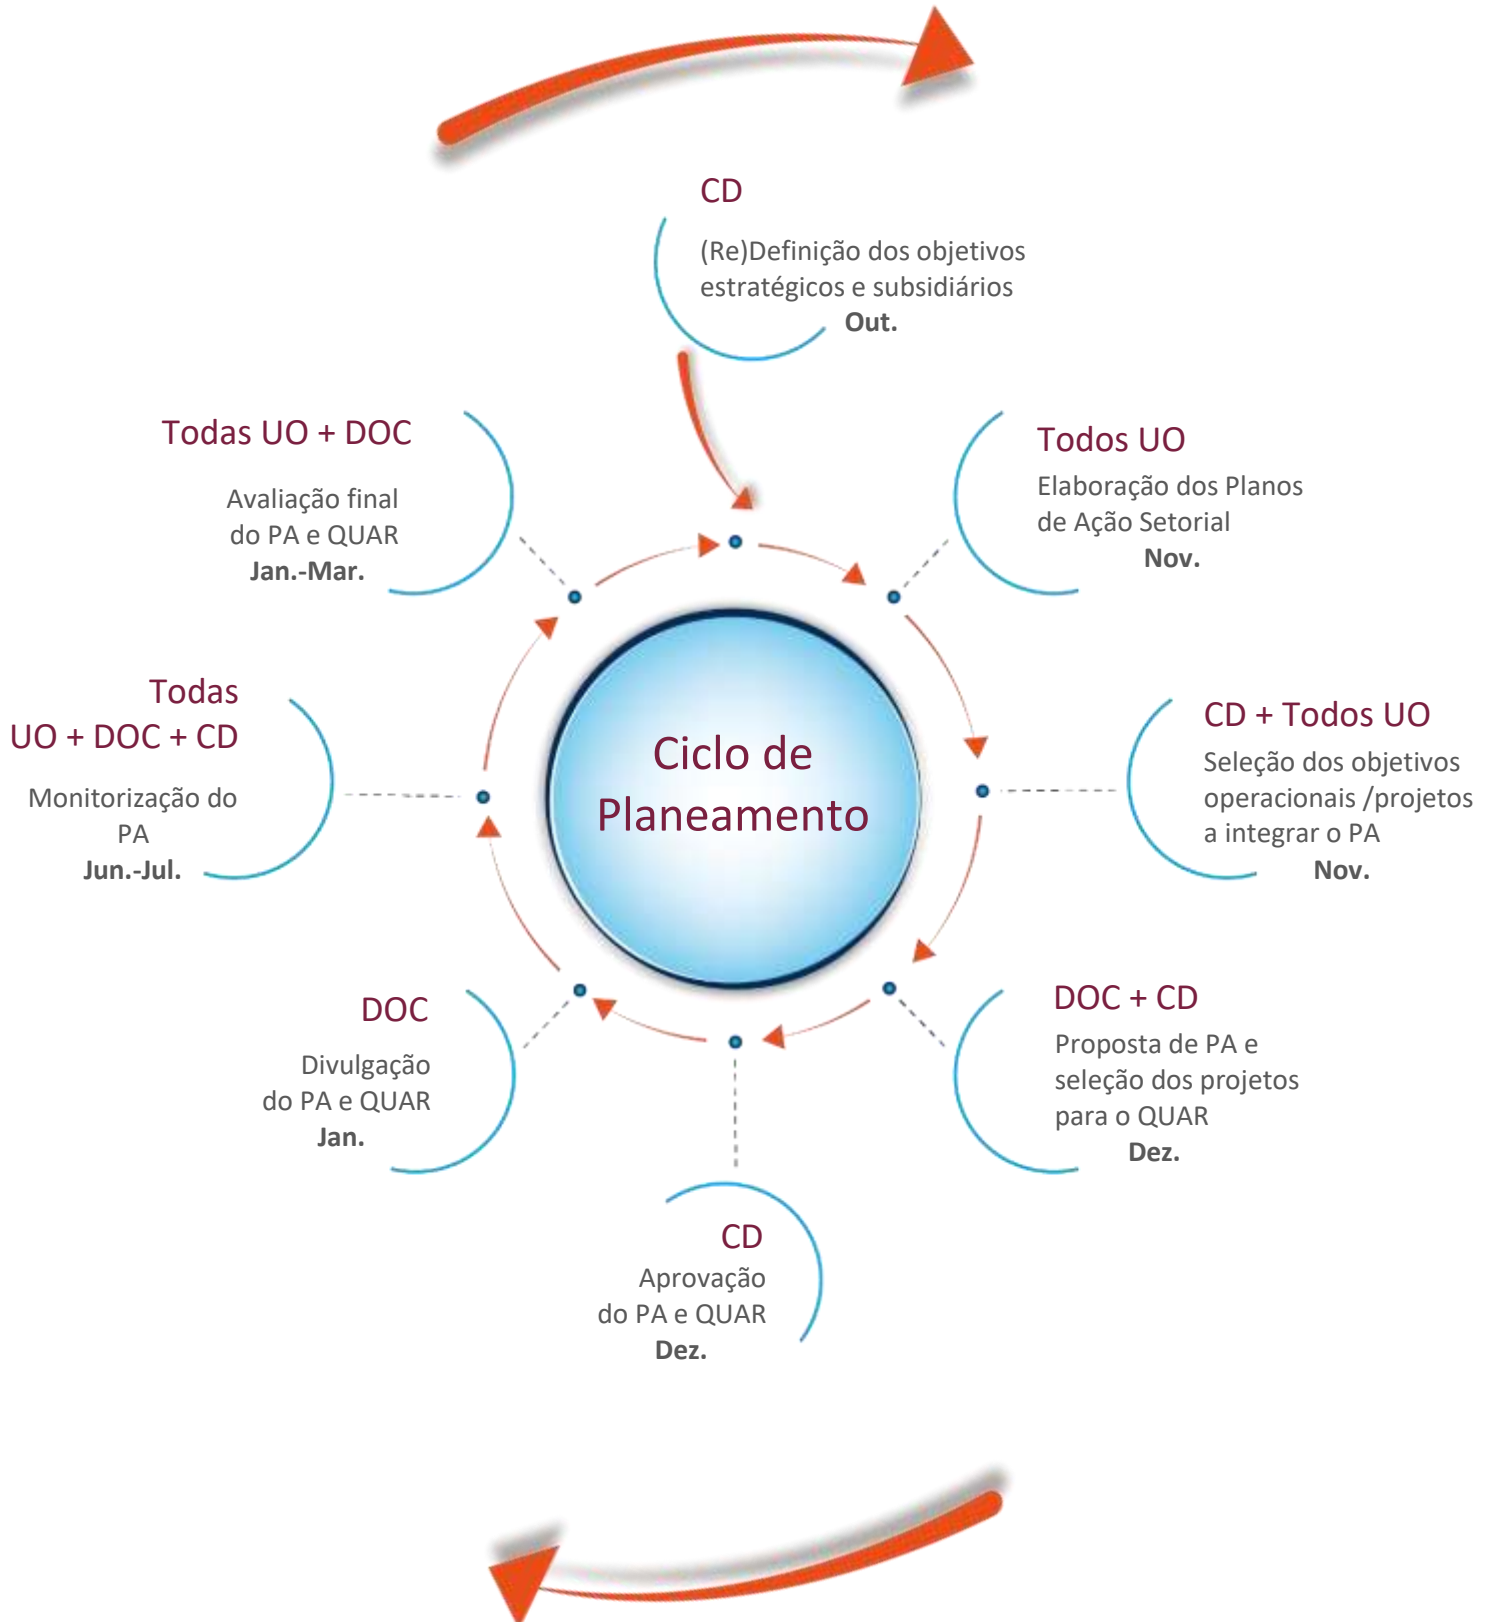 CD
(Re)Definição dos objetivos
estratégicos e subsidiários
Out.
Todos UO
Elaboração dos Planos
de Ação Setorial
Nov.
CD + Todos UO
Seleção dos objetivos
operacionais /projetos
a integrar o PA
Nov.
DOC + CD
Proposta de PA e
seleção dos projetos
para o QUAR
Dez.
CD
Aprovação
do PA e QUAR
Dez.
DOC
Divulgação
do PA e QUAR
Jan.
Todas
UO + DOC + CD
Monitorização do
PA
Jun.-Jul.
Todas UO + DOC
Avaliação final
do PA e QUAR
Jan.-Mar.
Ciclo de
Planeamento